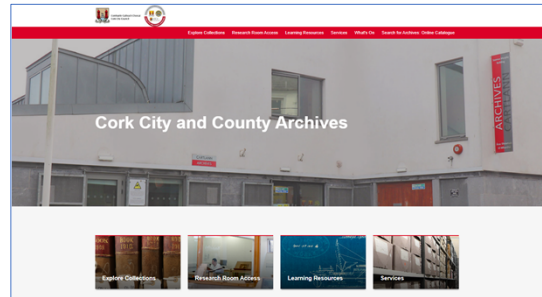 Explore Collections Research Room Access Learning Resources Services What's On Search for Archives: Online Catalogue
Cork City and County Archives
ARCHIVES
Explore Collections
Research Room Access
Learning Resources
Services